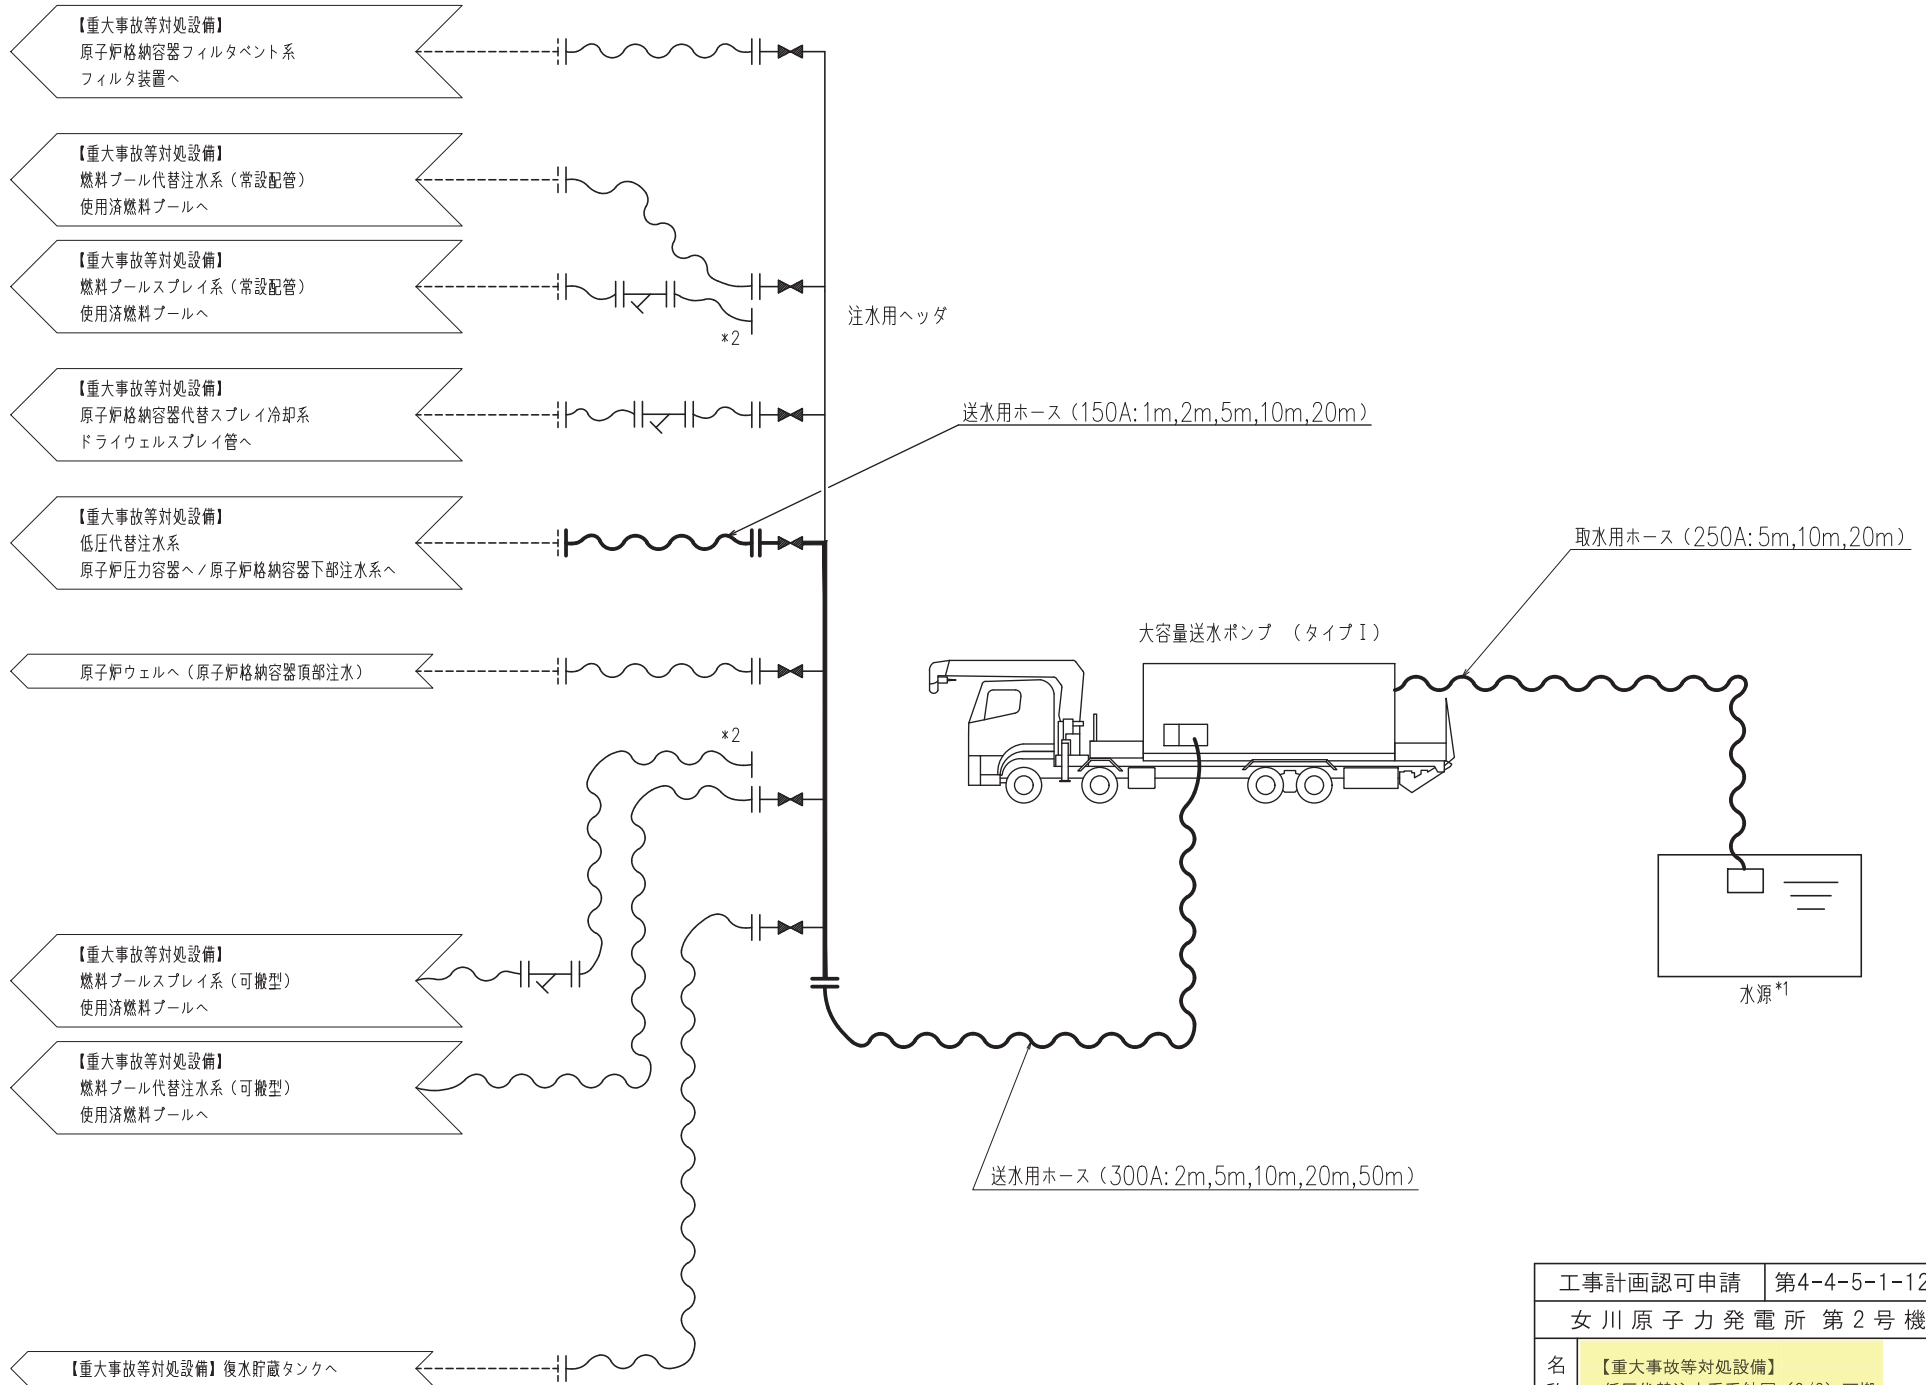 【重大事故等対処設備】
原子炉格納容器フィルタベント系
フィルタ装置へ
【重大事故等対処設備】
燃料プール代替注水系（常設配管）
使用済燃料プールへ
【重大事故等対処設備】
燃料プールスプレイ系（常設配管）
使用済燃料プールへ
*2
注水用ヘッダ
【重大事故等対処設備】
原子炉格納容器代替スプレイ冷却系
ドライウェルスプレイ管へ
送水用ホース（150A:1m,2m,5m,10m,20m）
【重大事故等対処設備】
低圧代替注水系
原子炉圧力容器へ／原子炉格納容器下部注水系へ
取水用ホース（250A:5m,10m,20m）
大容量送水ポンプ　（タイプⅠ）
原子炉ウェルへ（原子炉格納容器頂部注水）
*2
【重大事故等対処設備】
燃料プールスプレイ系（可搬型）
使用済燃料プールへ
水源*1
【重大事故等対処設備】
燃料プール代替注水系（可搬型）
使用済燃料プールへ
送水用ホース（300A:2m,5m,10m,20m,50m）
【重大事故等対処設備】復水貯蔵タンクへ
工事計画認可申請　第4-4-5-1-12
女川原子力発電所 第2号機
名
【重大事故等対処設備】